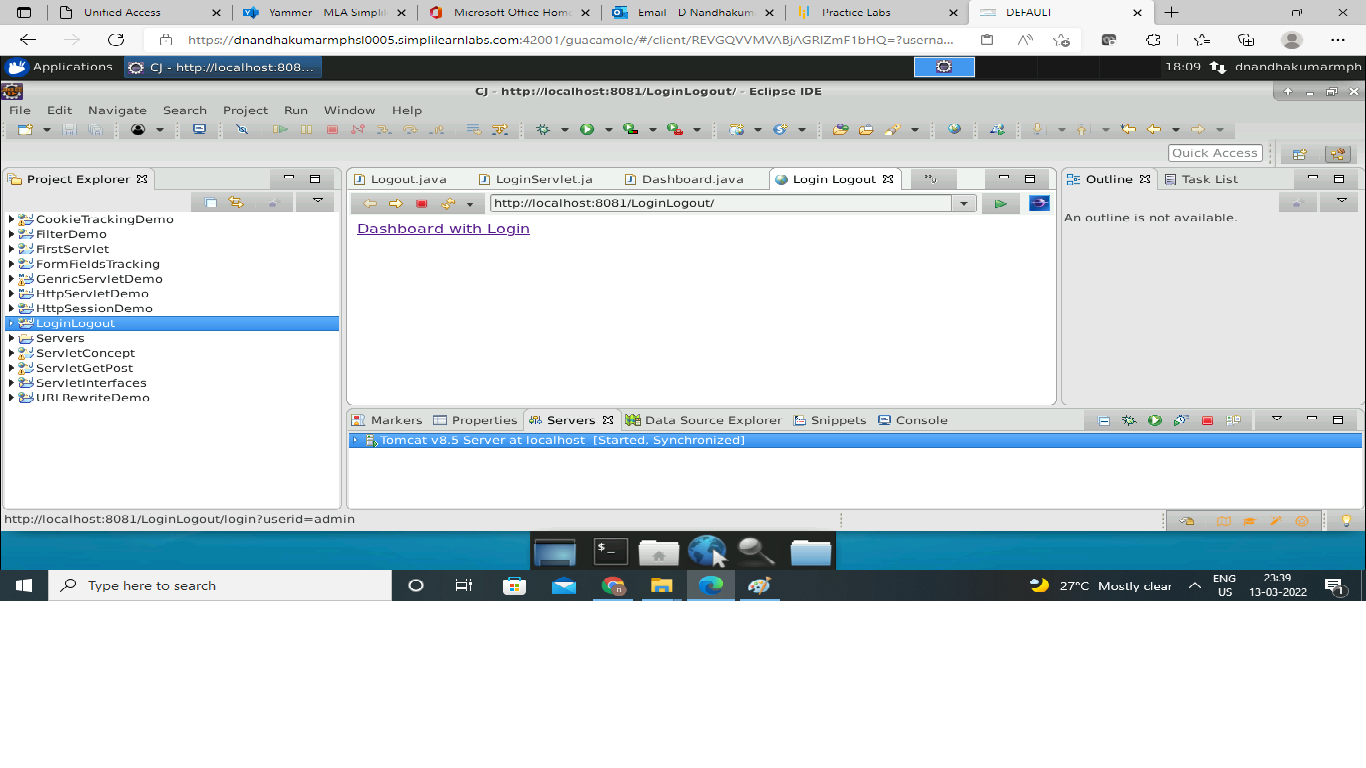 Unified Access
Yammer MLA Simplil
Microsoft Office Home
Email D Nandhakum
Practice Labs
DEFAULT
https://dnandhakumarmphsl0005.simplilearnlabs.com:42001/guacamole/#/client/REVGQVVMVABjAGRlZmF1bHQ=?userna...
Applications
CJ - http://localhost:808...
18:09
dnandhakumarmph
CJ - http://localhost:8081/LoginLogout/ - Eclipse IDE
File Edit Navigate Search Project Run Window Help
Quick Access
Project Explorer
Logout.java
LoginServlet.ja
Dashboard.java
Login Logout
Outline
Task List
http://localhost:8081/LoginLogout/
CookieTrackingDemo
FilterDemo
FirstServlet
FormFieldsTracking
GenricServletDemo
HttpServletDemo
HttpSessionDemo
LoginLogout
Servers
ServletConcept
ServletGetPost
ServletInterfaces
URLRewriteDemo
Dashboard with Login
An outline is not available.
Markers Properties Servers Data Source Explorer Snippets Console
Tomcat v8.5 Server at localhost [Started, Synchronized]
http://localhost:8081/LoginLogout/login?userid=admin
Type here to search
27°C Mostly clear
ENG
US
23:39
13-03-2022
1